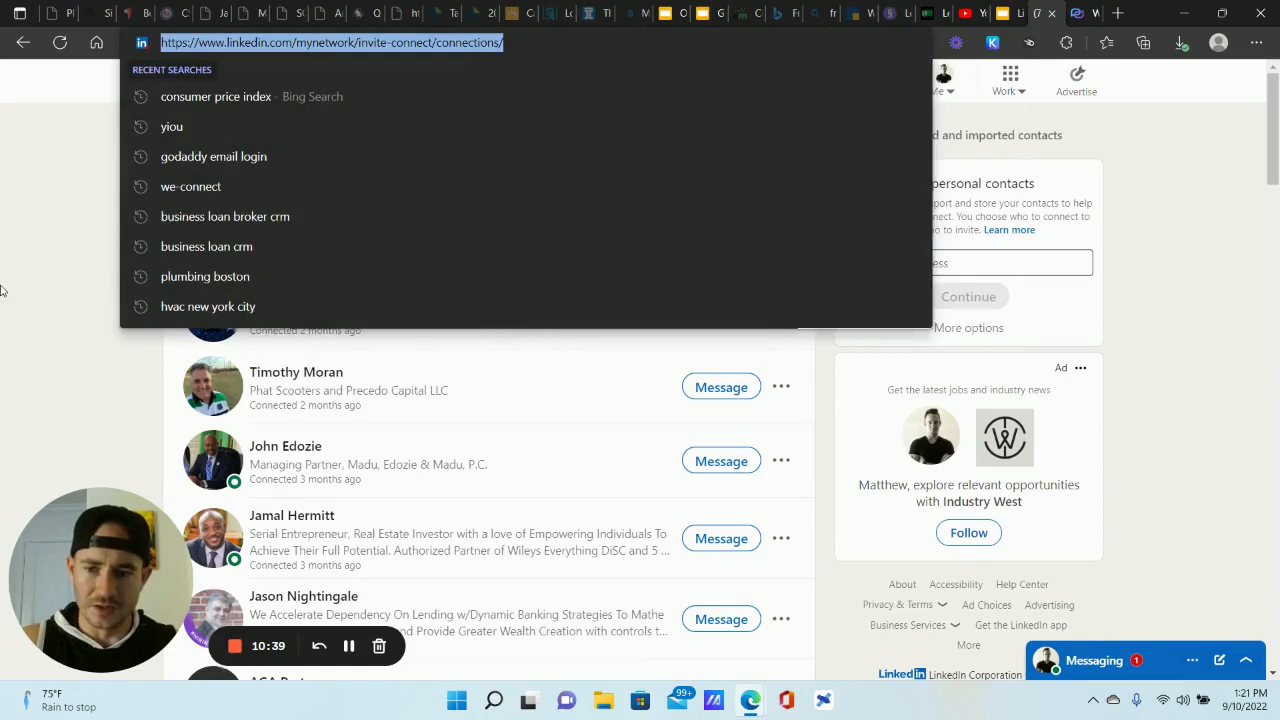 https://www.linkedin.com/mynetwork/invite-connect/connections/
RECENT SEARCHES
consumer price index - Bing Search
yiou
godaddy email login
we-connect
business loan broker crm
business loan crm
plumbing boston
hvac new york city
Work
Advertise
d and imported contacts
personal contacts
port and store your contacts to help
nect. You choose who to connect to
o to invite. Learn more
ess
Continue
More options
Connected 2 months ago
Timothy Moran
Phat Scooters and Precedo Capital LLC
Connected 2 months ago
Message
John Edozie
Managing Partner, Madu, Edozie & Madu, P.C.
Connected 3 months ago
Message
Jamal Hermitt
Serial Entrepreneur, Real Estate Investor with a love of Empowering Individuals To
Achieve Their Full Potential. Authorized Partner of Wileys Everything DiSC and 5 ...
Connected 3 months ago
Message
Jason Nightingale
We Accelerate Dependency On Lending w/Dynamic Banking Strategies To Mathe
and Provide Greater Wealth Creation with controls t...
Message
Ad
Get the latest jobs and industry news
Matthew, explore relevant opportunities
with Industry West
Follow
About Accessibility Help Center
Privacy & Terms Ad Choices Advertising
Business Services Get the LinkedIn app
More
LinkedIn LinkedIn Corporation
Messaging 1
10:39
75°F
Rain to stop
99+
1:21 PM
9/10/2022